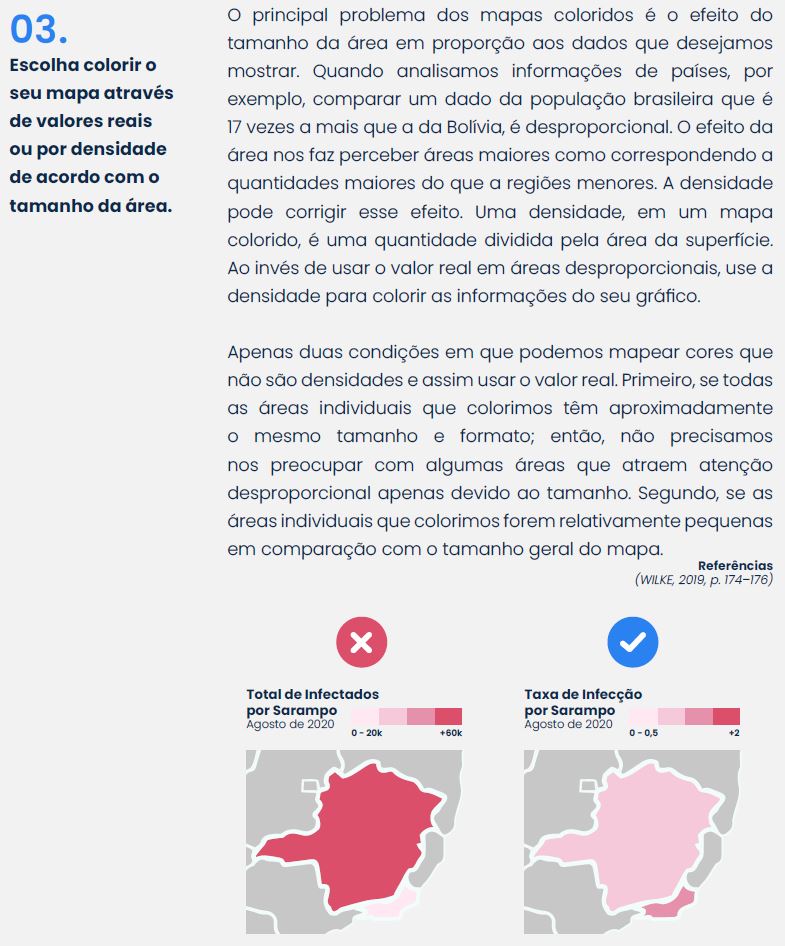 03.
Escolha colorir o
seu mapa através
de valores reais
ou por densidade
de acordo com o
tamanho da área.
O principal problema dos mapas coloridos é o efeito do
tamanho da área em proporção aos dados que desejamos
mostrar. Quando analisamos informações de países, por
exemplo, comparar um dado da população brasileira que é
17 vezes a mais que a da Bolívia, é desproporcional. O efeito da
área nos faz perceber áreas maiores como correspondendo a
quantidades maiores do que a regiões menores. A densidade
pode corrigir esse efeito. Uma densidade, em um mapa
colorido, é uma quantidade dividida pela área da superfície.
Ao invés de usar o valor real em áreas desproporcionais, use a
densidade para colorir as informações do seu gráfico.
Apenas duas condições em que podemos mapear cores que
não são densidades e assim usar o valor real. Primeiro, se todas
as áreas individuais que colorimos têm aproximadamente
o mesmo tamanho e formato; então, não precisamos
nos preocupar com algumas áreas que atraem atenção
desproporcional apenas devido ao tamanho. Segundo, se as
áreas individuais que colorimos forem relativamente pequenas
em comparação com o tamanho geral do mapa.
Referências
(WILKE, 2019, p. 174–176)
Total de Infectados
por Sarampo
Agosto de 2020
0 - 20k +60k
Taxa de Infecção
por Sarampo
Agosto de 2020
0 - 0,5 +2